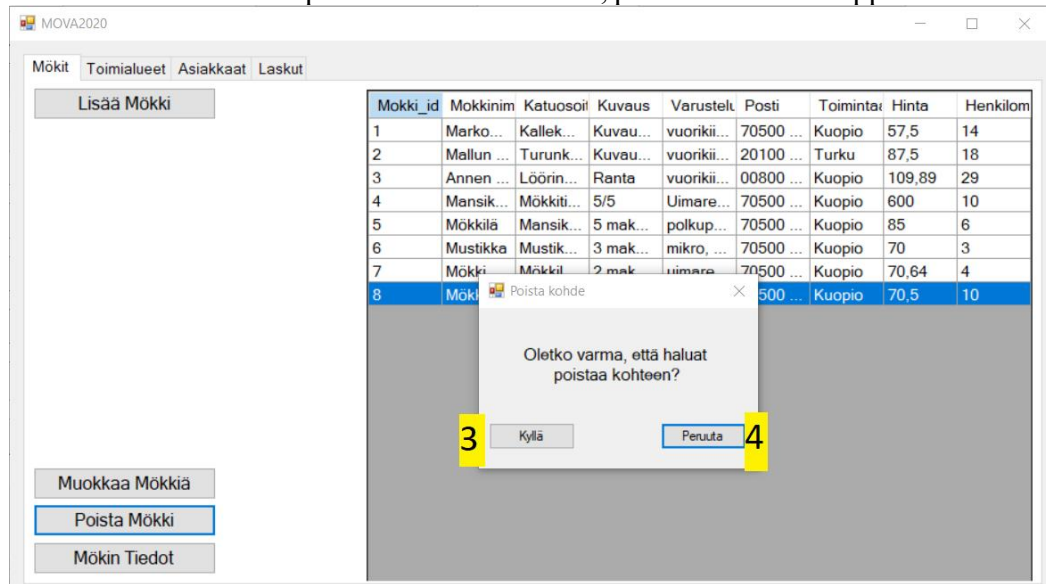 MOVA2020
Mökit Toimialueet Asiakkaat Laskut
Lisää Mökki
Mokki_id Mokkinim Katuosoit Kuvaus Varustelu Posti Toimintaa Hinta Henkilom
1 Marko... Kallek... Kuvau... vuorikii... 70500 ... Kuopio 57,5 14
2 Mallun ... Turunk... Kuvau... vuorikii... 20100 ... Turku 87,5 18
3 Annen ... Löörin... Ranta vuorikii... 00800 ... Kuopio 109,89 29
4 Mansik... Mökkiti... 5/5 Uimare... 70500 ... Kuopio 600 10
5 Mökkilä Mansik... 5 mak... polkup... 70500 ... Kuopio 85 6
6 Mustikka Mustik... 3 mak... mikro, ... 70500 ... Kuopio 70 3
7 Mökki Mökkil 2 mak uimare 70500 ... Kuopio 70,64 4
8 Mökk 500 ... Kuopio 70,5 10
Poista kohde
Oletko varma, että haluat
poistaa kohteen?
3 Kyllä Peruuta 4
Muokkaa Mökkiä
Poista Mökki
Mökin Tiedot